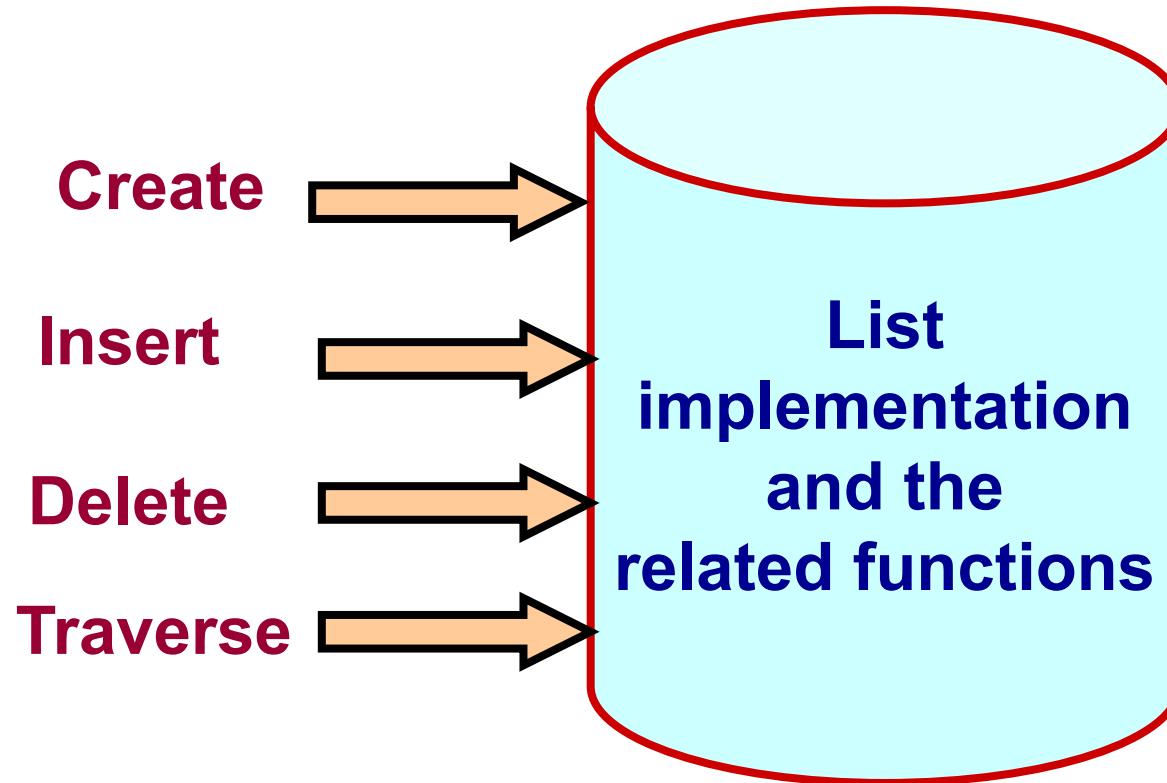 Create
Insert
Delete
Traverse
List
implementation
and the
related functions